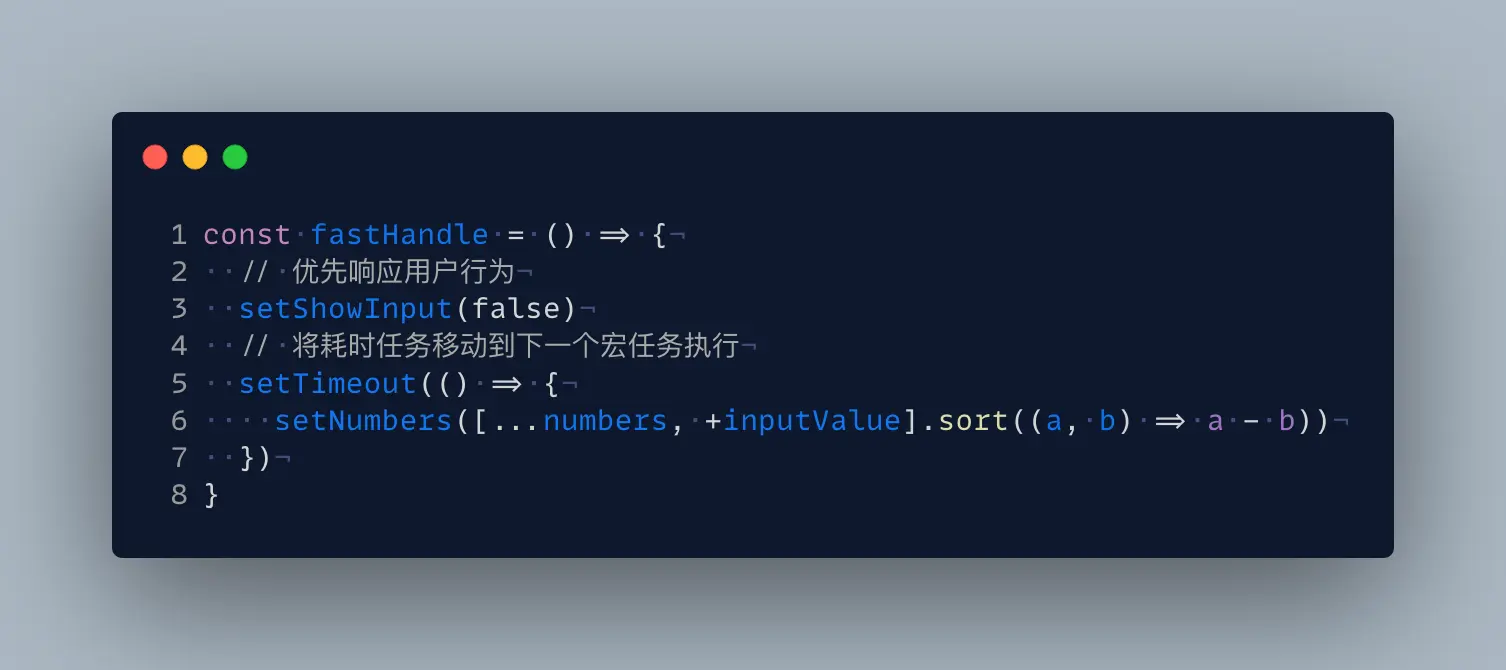 1 const fastHandle = () => {
2   // 优先响应用户行为
3   setShowInput(false)
4   // 将耗时任务移动到下一个宏任务执行
5   setTimeout(() => {
6     setNumbers([...numbers, +inputValue].sort((a, b) => a - b))
7   })
8 }